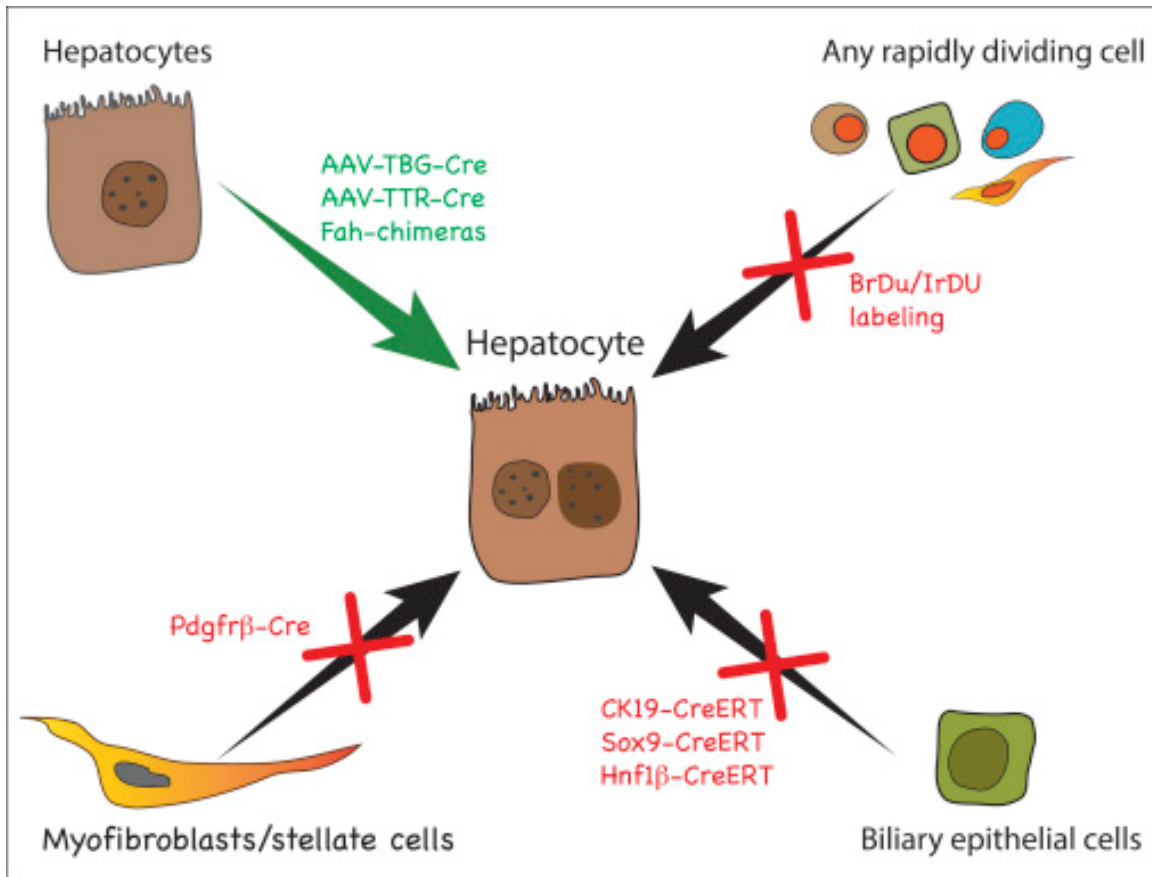 Hepatocytes
Any rapidly dividing cell
AAV-TBG-Cre
AAV-TTR-Cre
Fah-chimeras
BrDu/IrDU
labeling
Hepatocyte
Pdgfrβ-Cre
CK19-CreERT
Sox9-CreERT
Hnf1β-CreERT
Myofibroblasts/stellate cells
Biliary epithelial cells